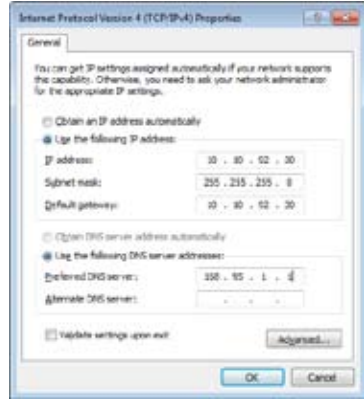 Internet Protocol Version 4 (TCP/IPv4) Properties
General
You can get IP settings assigned automatically if your network supports
this capability. Otherwise, you need to ask your network administrator
for the appropriate IP settings.
Obtain an IP address automatically
Use the following IP address:
IP address:
Subnet mask: 255 . 255 . 255 . 0
Default gateway:
Obtain DNS server address automatically
Use the following DNS server addresses:
Preferred DNS server:
Alternate DNS server: . . .
Validate settings upon exit
Advanced...
OK Cancel